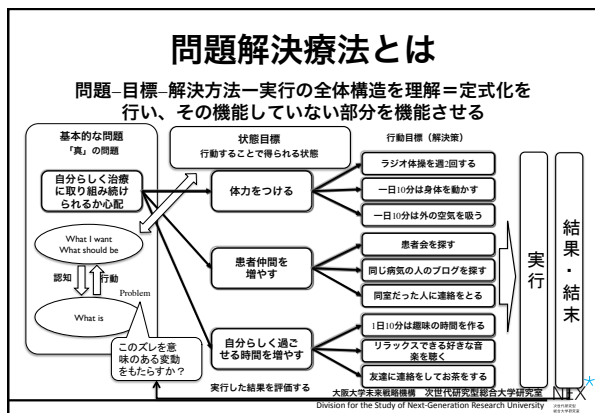 問題解決療法とは
問題–目標–解決方法ー実行の全体構造を理解＝定式化を
行い、その機能していない部分を機能させる
基本的な問題
「真」の問題
自分らしく治療
に取り組み続け
られるか心配
What I want
What should be
認知
行動
Problem
What is
このズレを意
味のある変動
をもたらすか？
状態目標
行動することで得られる状態
体力をつける
患者仲間を
増やす
自分らしく過ご
せる時間を増やす
行動目標（解決策）
ラジオ体操を週2回する
一日10分は身体を動かす
一日10分は外の空気を吸う
患者会を探す
同じ病気の人のブログを探す
同室だった人に連絡をとる
1日10分は趣味の時間を作る
リラックスできる好きな音
楽を聴く
友達に連絡をしてお茶をする
実行
結果・結末
実行した結果を評価する
大阪大学未来戦略機構 次世代研究型総合大学研究室
Division for the Study of Next-Generation Research University
次世代研究型
総合大学研究室